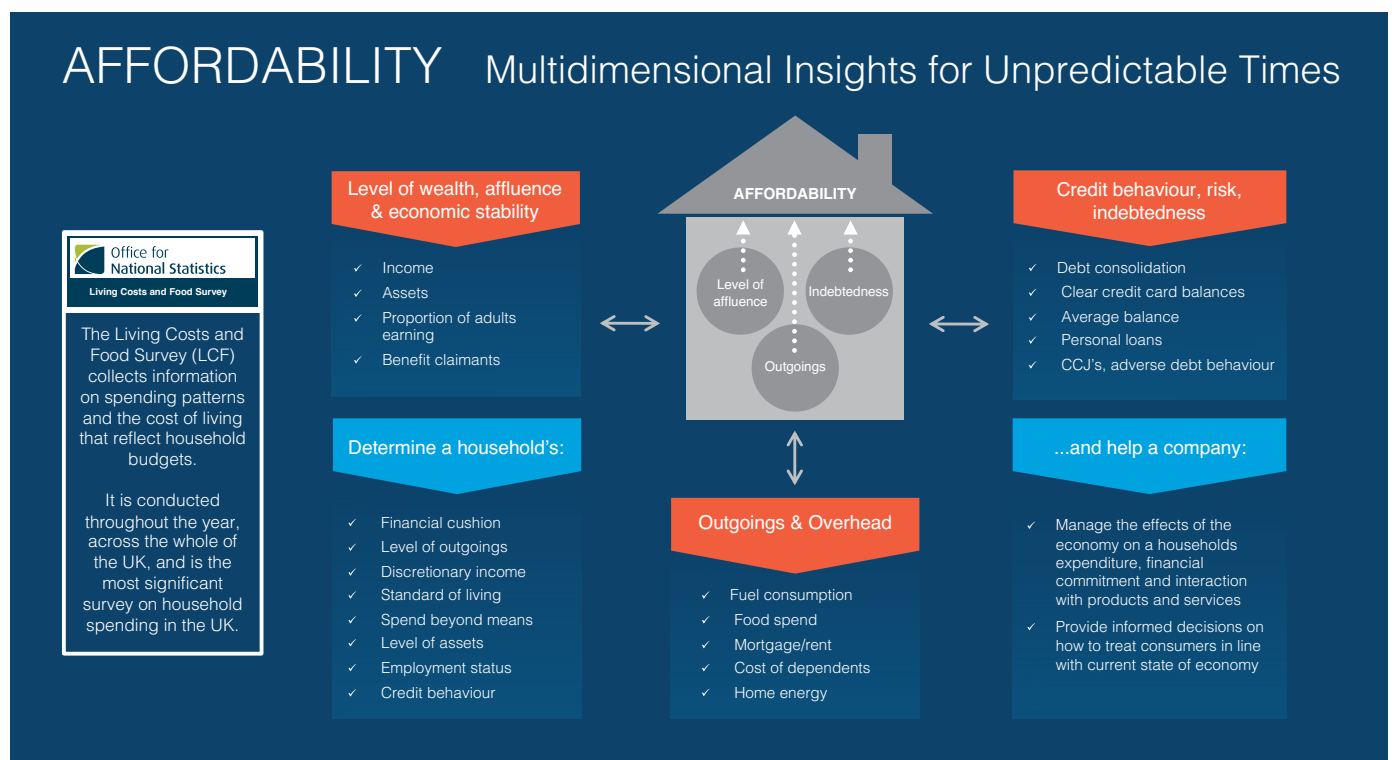 AFFORDABILITY Multidimensional Insights for Unpredictable Times
Office for
National Statistics
Living Costs and Food Survey
The Living Costs and
Food Survey (LCF)
collects information
on spending patterns
and the cost of living
that reflect household
budgets.
It is conducted
throughout the year,
across the whole of
the UK, and is the
most significant
survey on household
spending in the UK.
Level of wealth, affluence
& economic stability
✓ Income
✓ Assets
✓ Proportion of adults
earning
✓ Benefit claimants
Determine a household's:
✓ Financial cushion
✓ Level of outgoings
✓ Discretionary income
✓ Standard of living
✓ Spend beyond means
✓ Level of assets
✓ Employment status
✓ Credit behaviour
AFFORDABILITY
Level of
affluence
Indebtedness
Outgoings
Outgoings & Overhead
✓ Fuel consumption
✓ Food spend
✓ Mortgage/rent
✓ Cost of dependents
✓ Home energy
Credit behaviour, risk,
indebtedness
✓ Debt consolidation
✓ Clear credit card balances
✓ Average balance
✓ Personal loans
✓ CCJ's, adverse debt behaviour
...and help a company:
✓ Manage the effects of the
economy on a households
expenditure, financial
commitment and interaction
with products and services
✓ Provide informed decisions on
how to treat consumers in line
with current state of economy